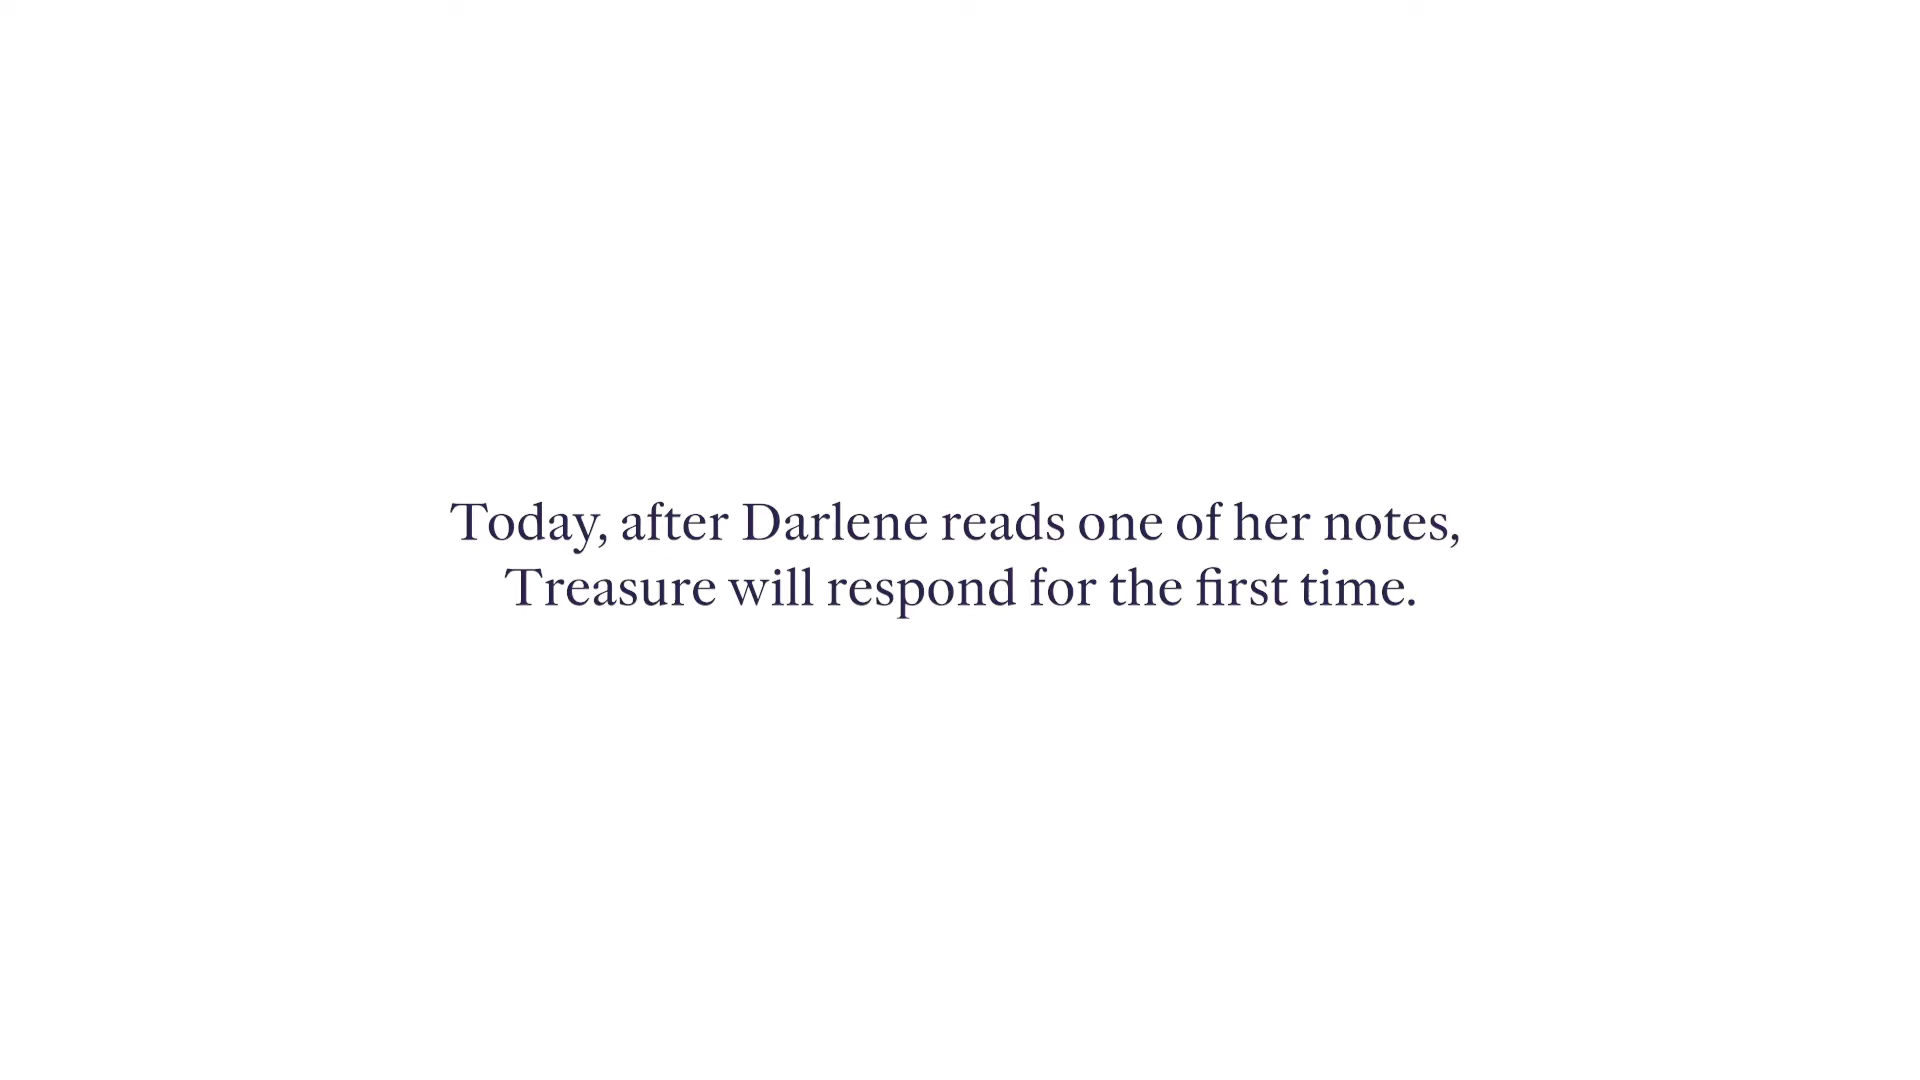 Today, after Darlene reads one of her notes,
Treasure will respond for the first time.